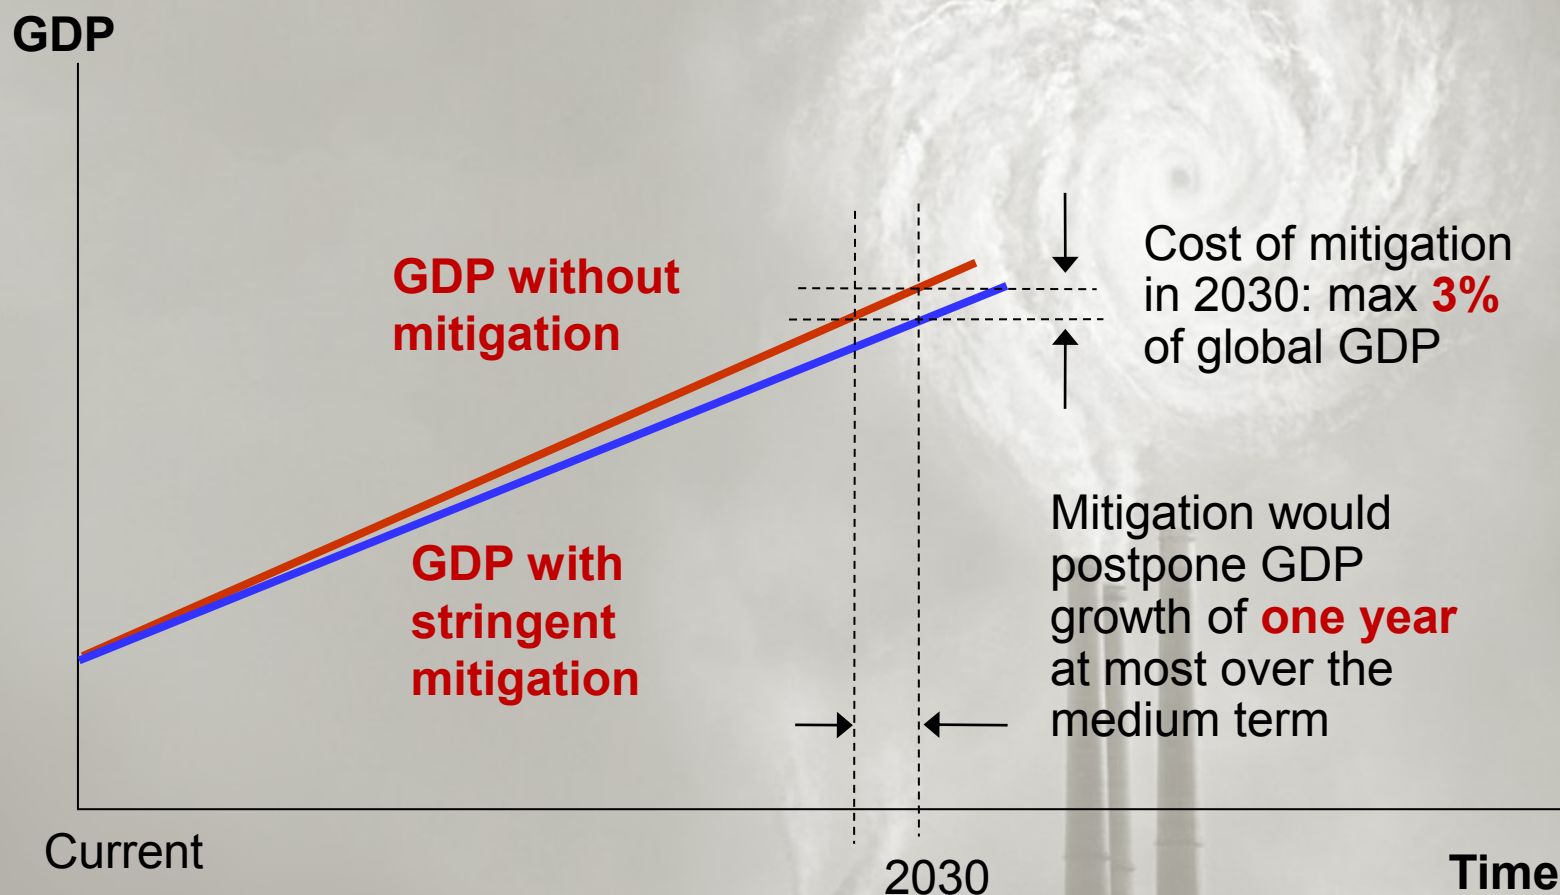 GDP
GDP without
mitigation
Cost of mitigation
in 2030: max 3%
of global GDP
GDP with
stringent
mitigation
Mitigation would
postpone GDP
growth of one year
at most over the
medium term
Current
2030
Time